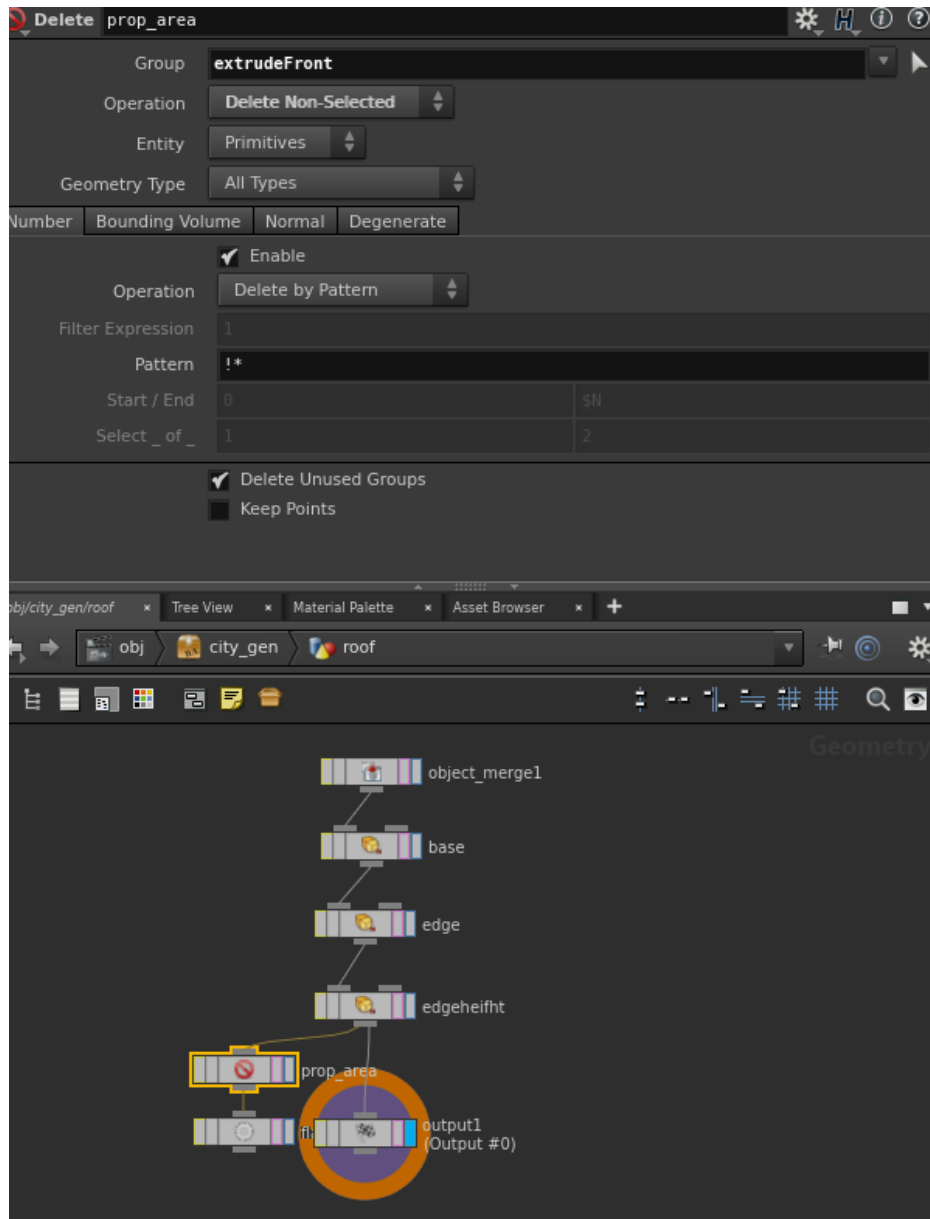 Delete prop_area
Group extrudeFront
Operation Delete Non-Selected
Entity Primitives
Geometry Type All Types
Number Bounding Volume Normal Degenerate
Enable
Operation Delete by Pattern
Filter Expression 1
Pattern !*
Start / End 0 $N
Select _ of _ 1 2
Delete Unused Groups
Keep Points
obj/city_gen/roof × Tree View × Material Palette × Asset Browser × +
obj city_gen roof
Geometry
object_merge1
base
edge
edgeheifht
prop_area
output1
(Output #0)